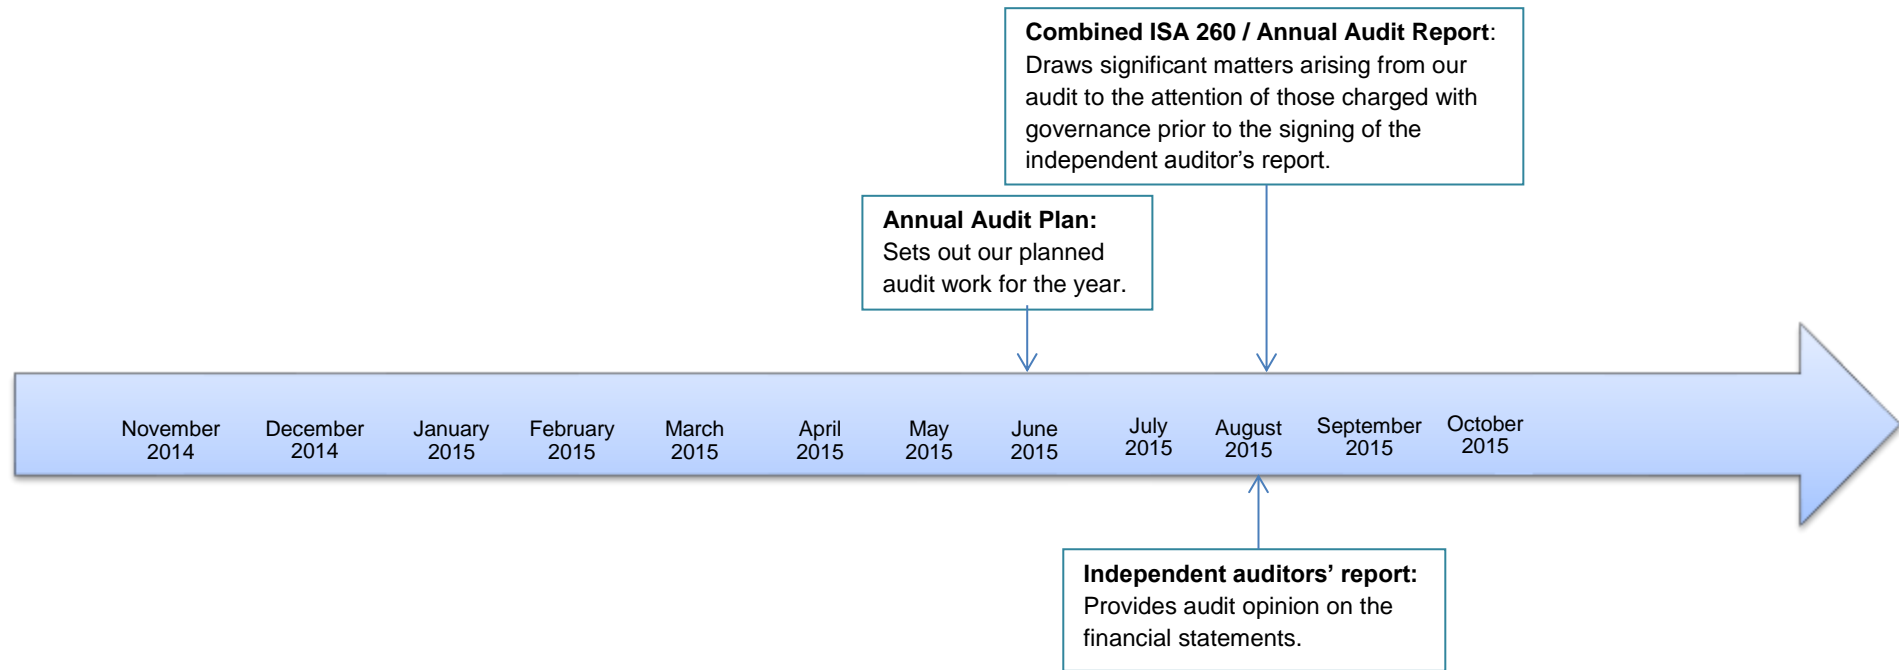 Combined ISA 260 / Annual Audit Report:
Draws significant matters arising from our
audit to the attention of those charged with
governance prior to the signing of the
independent auditor’s report.
Annual Audit Plan:
Sets out our planned
audit work for the year.
November
2014
December
2014
January
2015
February
2015
March
2015
April
2015
May
2015
June
2015
July
2015
August
2015
September
2015
October
2015
Independent auditors’ report:
Provides audit opinion on the
financial statements.